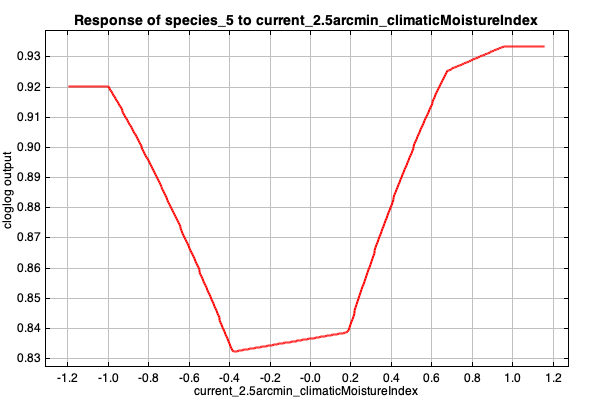 Response of species_5 to current_2.5arcmin_climaticMoistureIndex
cloglog output
0.93
0.92
0.91
0.90
0.89
0.88
0.87
0.86
0.85
0.84
0.83
-1.2 -1.0 -0.8 -0.6 -0.4 -0.2 -0.0 0.2 0.4 0.6 0.8 1.0 1.2
current_2.5arcmin_climaticMoistureIndex